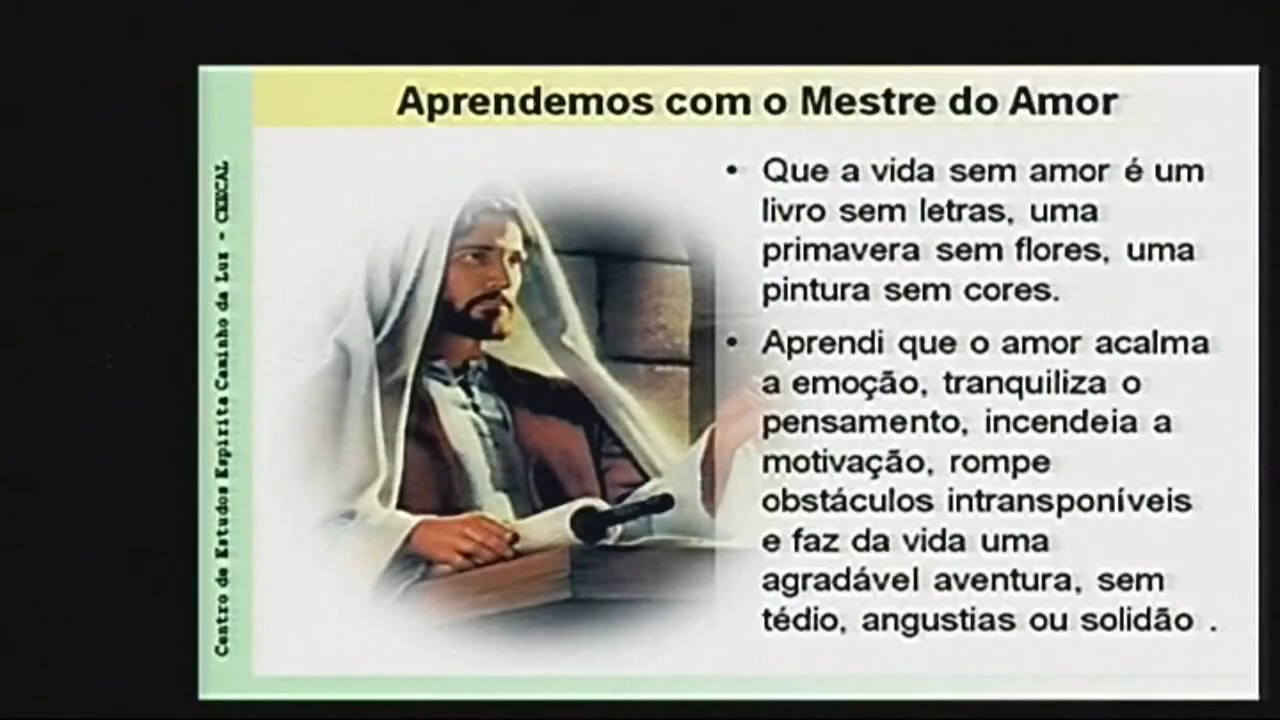 Aprendemos com o Mestre do Amor
• Que a vida sem amor é um
livro sem letras, uma
primavera sem flores, uma
pintura sem cores.
• Aprendi que o amor acalma
a emoção, tranquiliza o
pensamento, incendeia a
motivação, rompe
obstáculos intransponíveis
e faz da vida uma
agradável aventura, sem
tédio, angustias ou solidão .
Centro de Estudos Espírita Caminho da Luz -